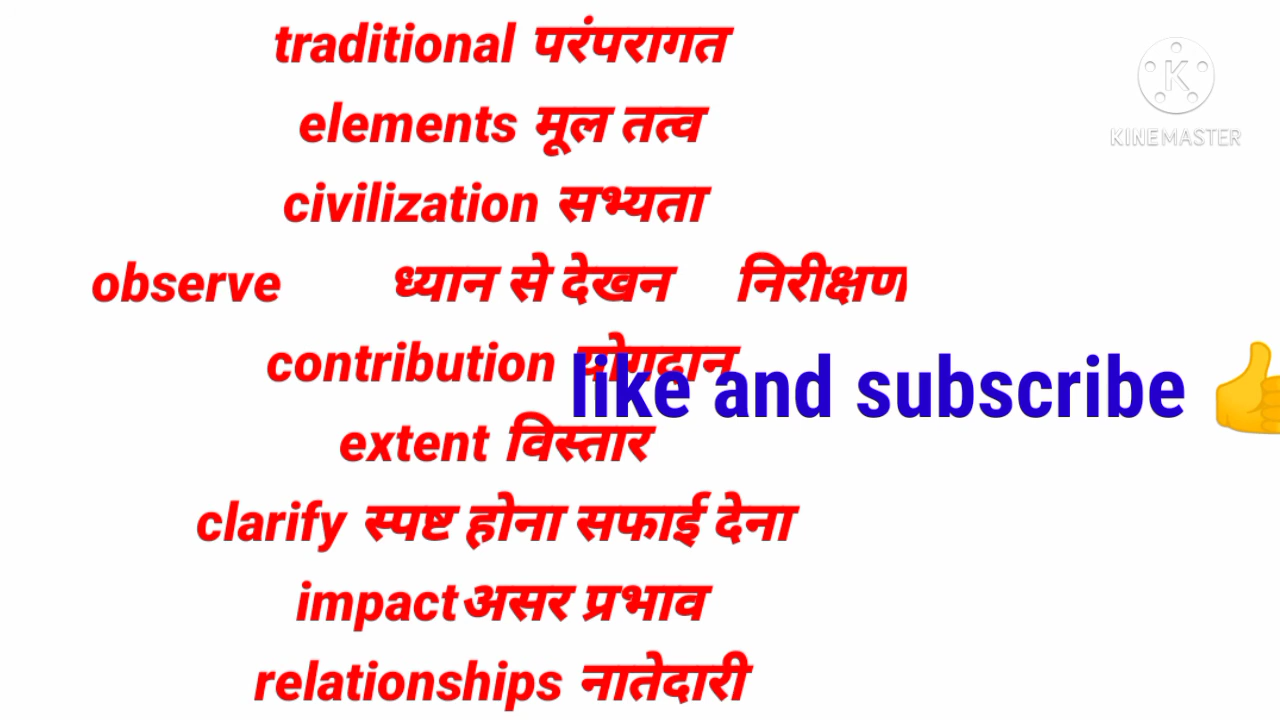 traditional परंपरागत
elements मूल तत्व
civilization सभ्यता
observe ध्यान से देखन निरीक्षण
contribution योगदान
like and subscribe 👍
extent विस्तार
clarify स्पष्ट होना सफाई देना
impact असर प्रभाव
relationships नातेदारी
KINEMASTER